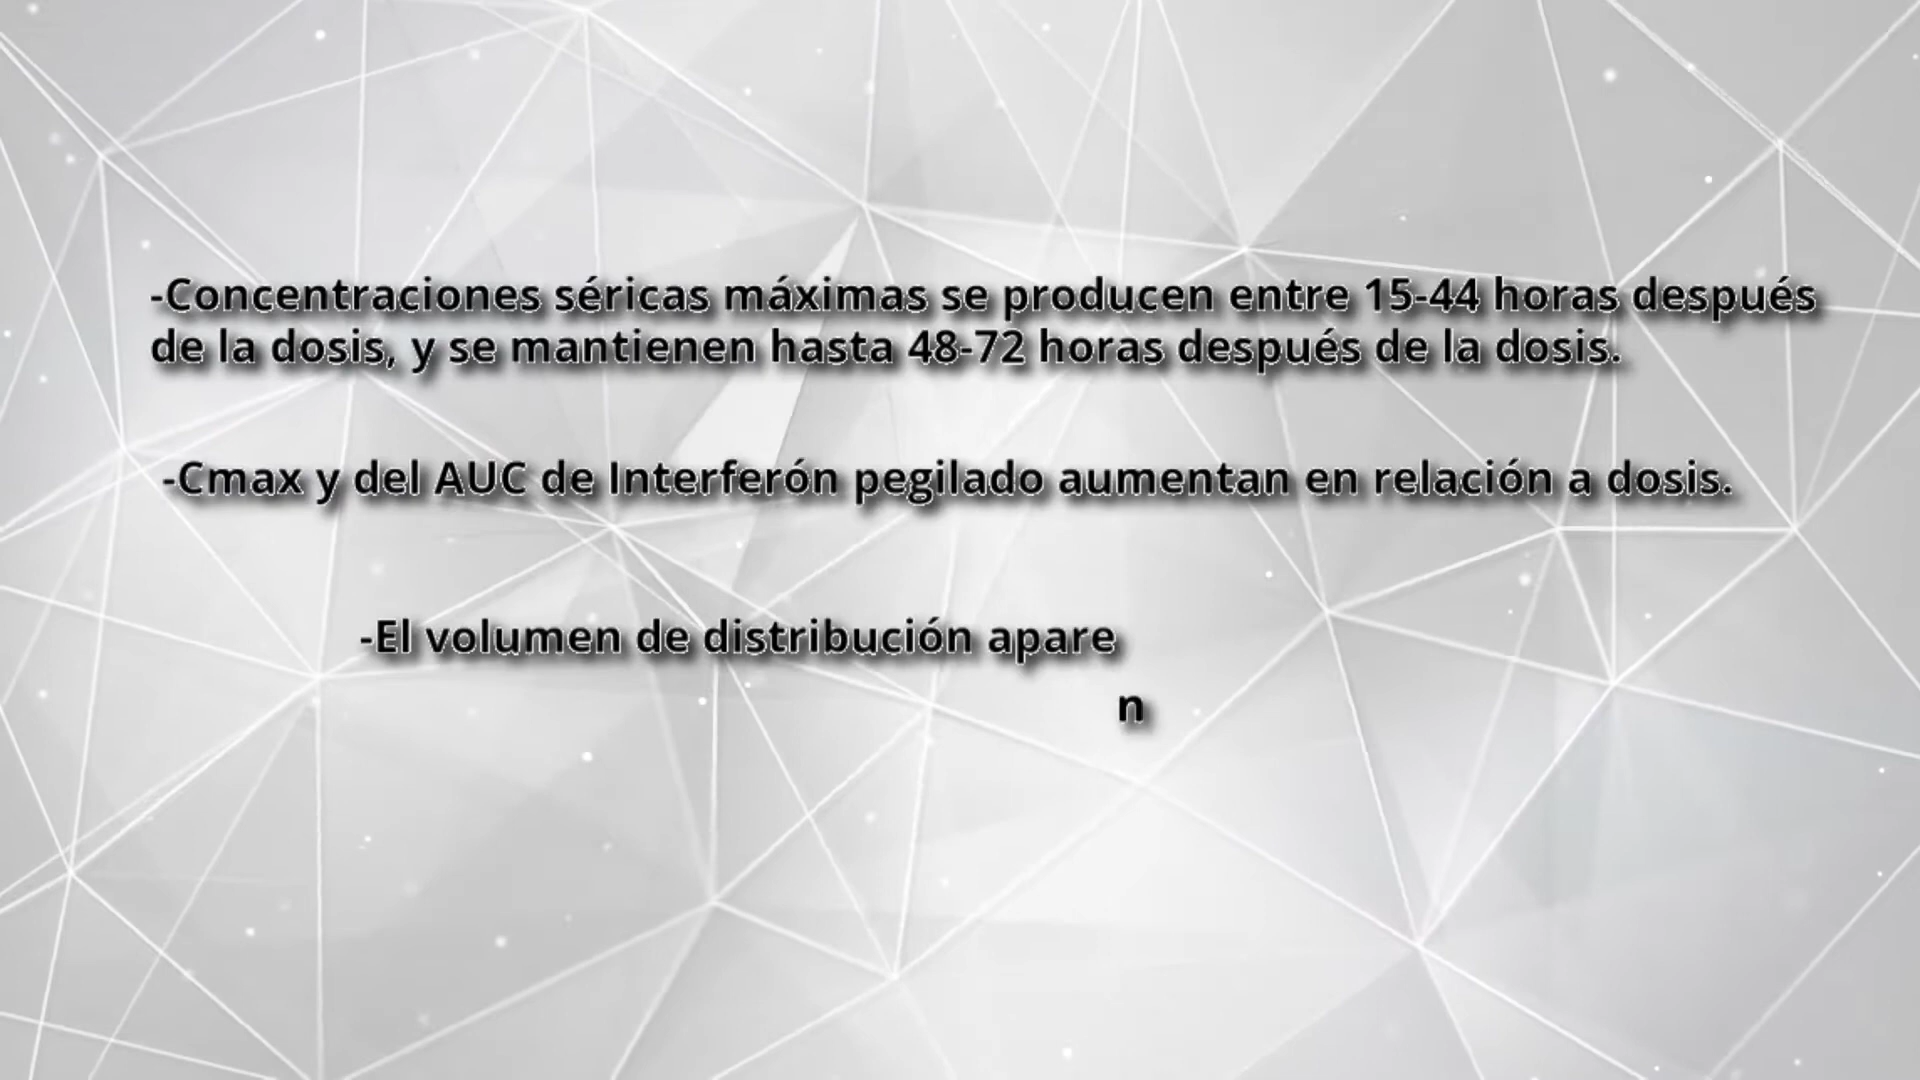 -Concentraciones séricas máximas se producen entre 15-44 horas después
de la dosis, y se mantienen hasta 48-72 horas después de la dosis.
-Cmax y del AUC de Interferón pegilado aumentan en relación a dosis.
-El volumen de distribución apare
n